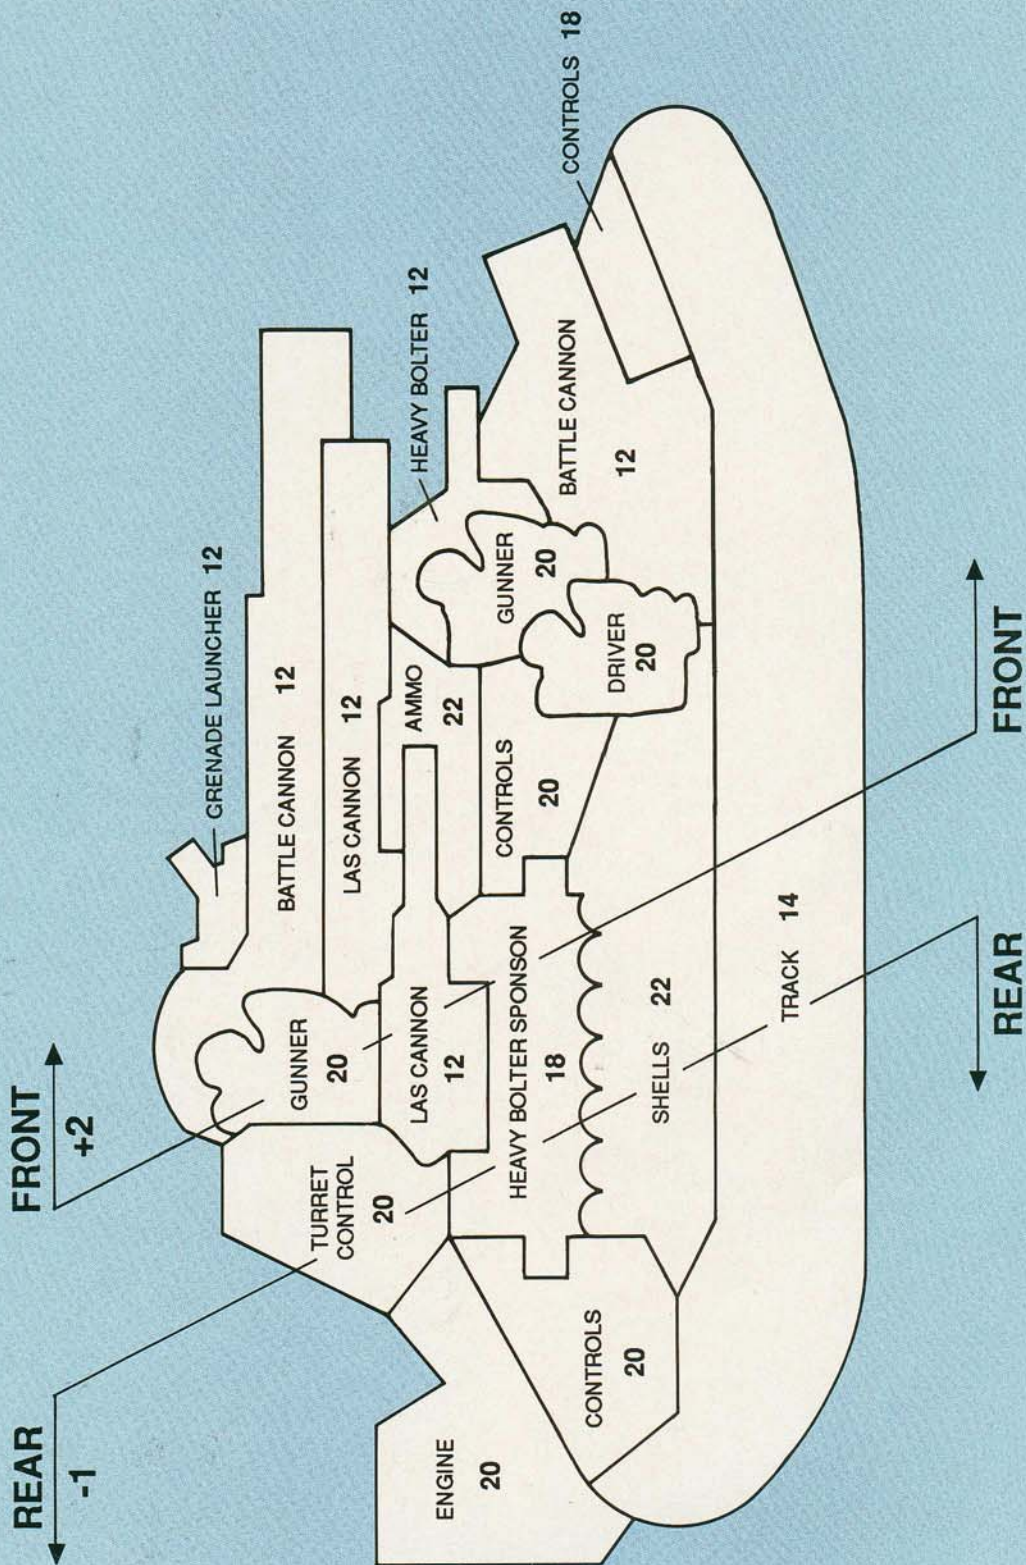 REAR
-1
FRONT
+2
GRENADE LAUNCHER 12
BATTLE CANNON 12
LAS CANNON 12
HEAVY BOLTER 12
CONTROLS 18
GUNNER
20
TURRET
CONTROL
20
LAS CANNON
12
AMMO
22
GUNNER
20
BATTLE CANNON
12
ENGINE
20
CONTROLS
20
HEAVY BOLTER SPONSON
18
CONTROLS
20
DRIVER
20
SHELLS 22
TRACK 14
REAR
FRONT